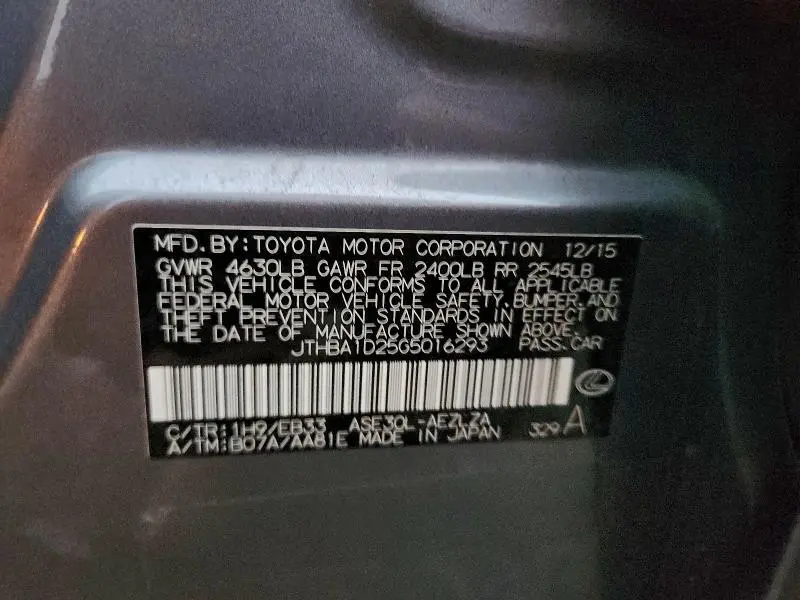 MFD. BY: TOYOTA MOTOR CORPORATION 12/15
GVWR 4630LB GAWR FR 2400LB RR 2545LB
THIS VEHICLE CONFORMS TO ALL APPLICABLE
FEDERAL MOTOR VEHICLE SAFETY, BUMPER, AND
THEFT PREVENTION STANDARDS IN EFFECT ON
THE DATE OF MANUFACTURE SHOWN ABOVE.
JTHBA1D25G5016293 PASS. CAR
C/TR: 1H9/EB33 ASE30L-AEZLZA
A/TM: B07A/AA81E MADE IN JAPAN 329 A